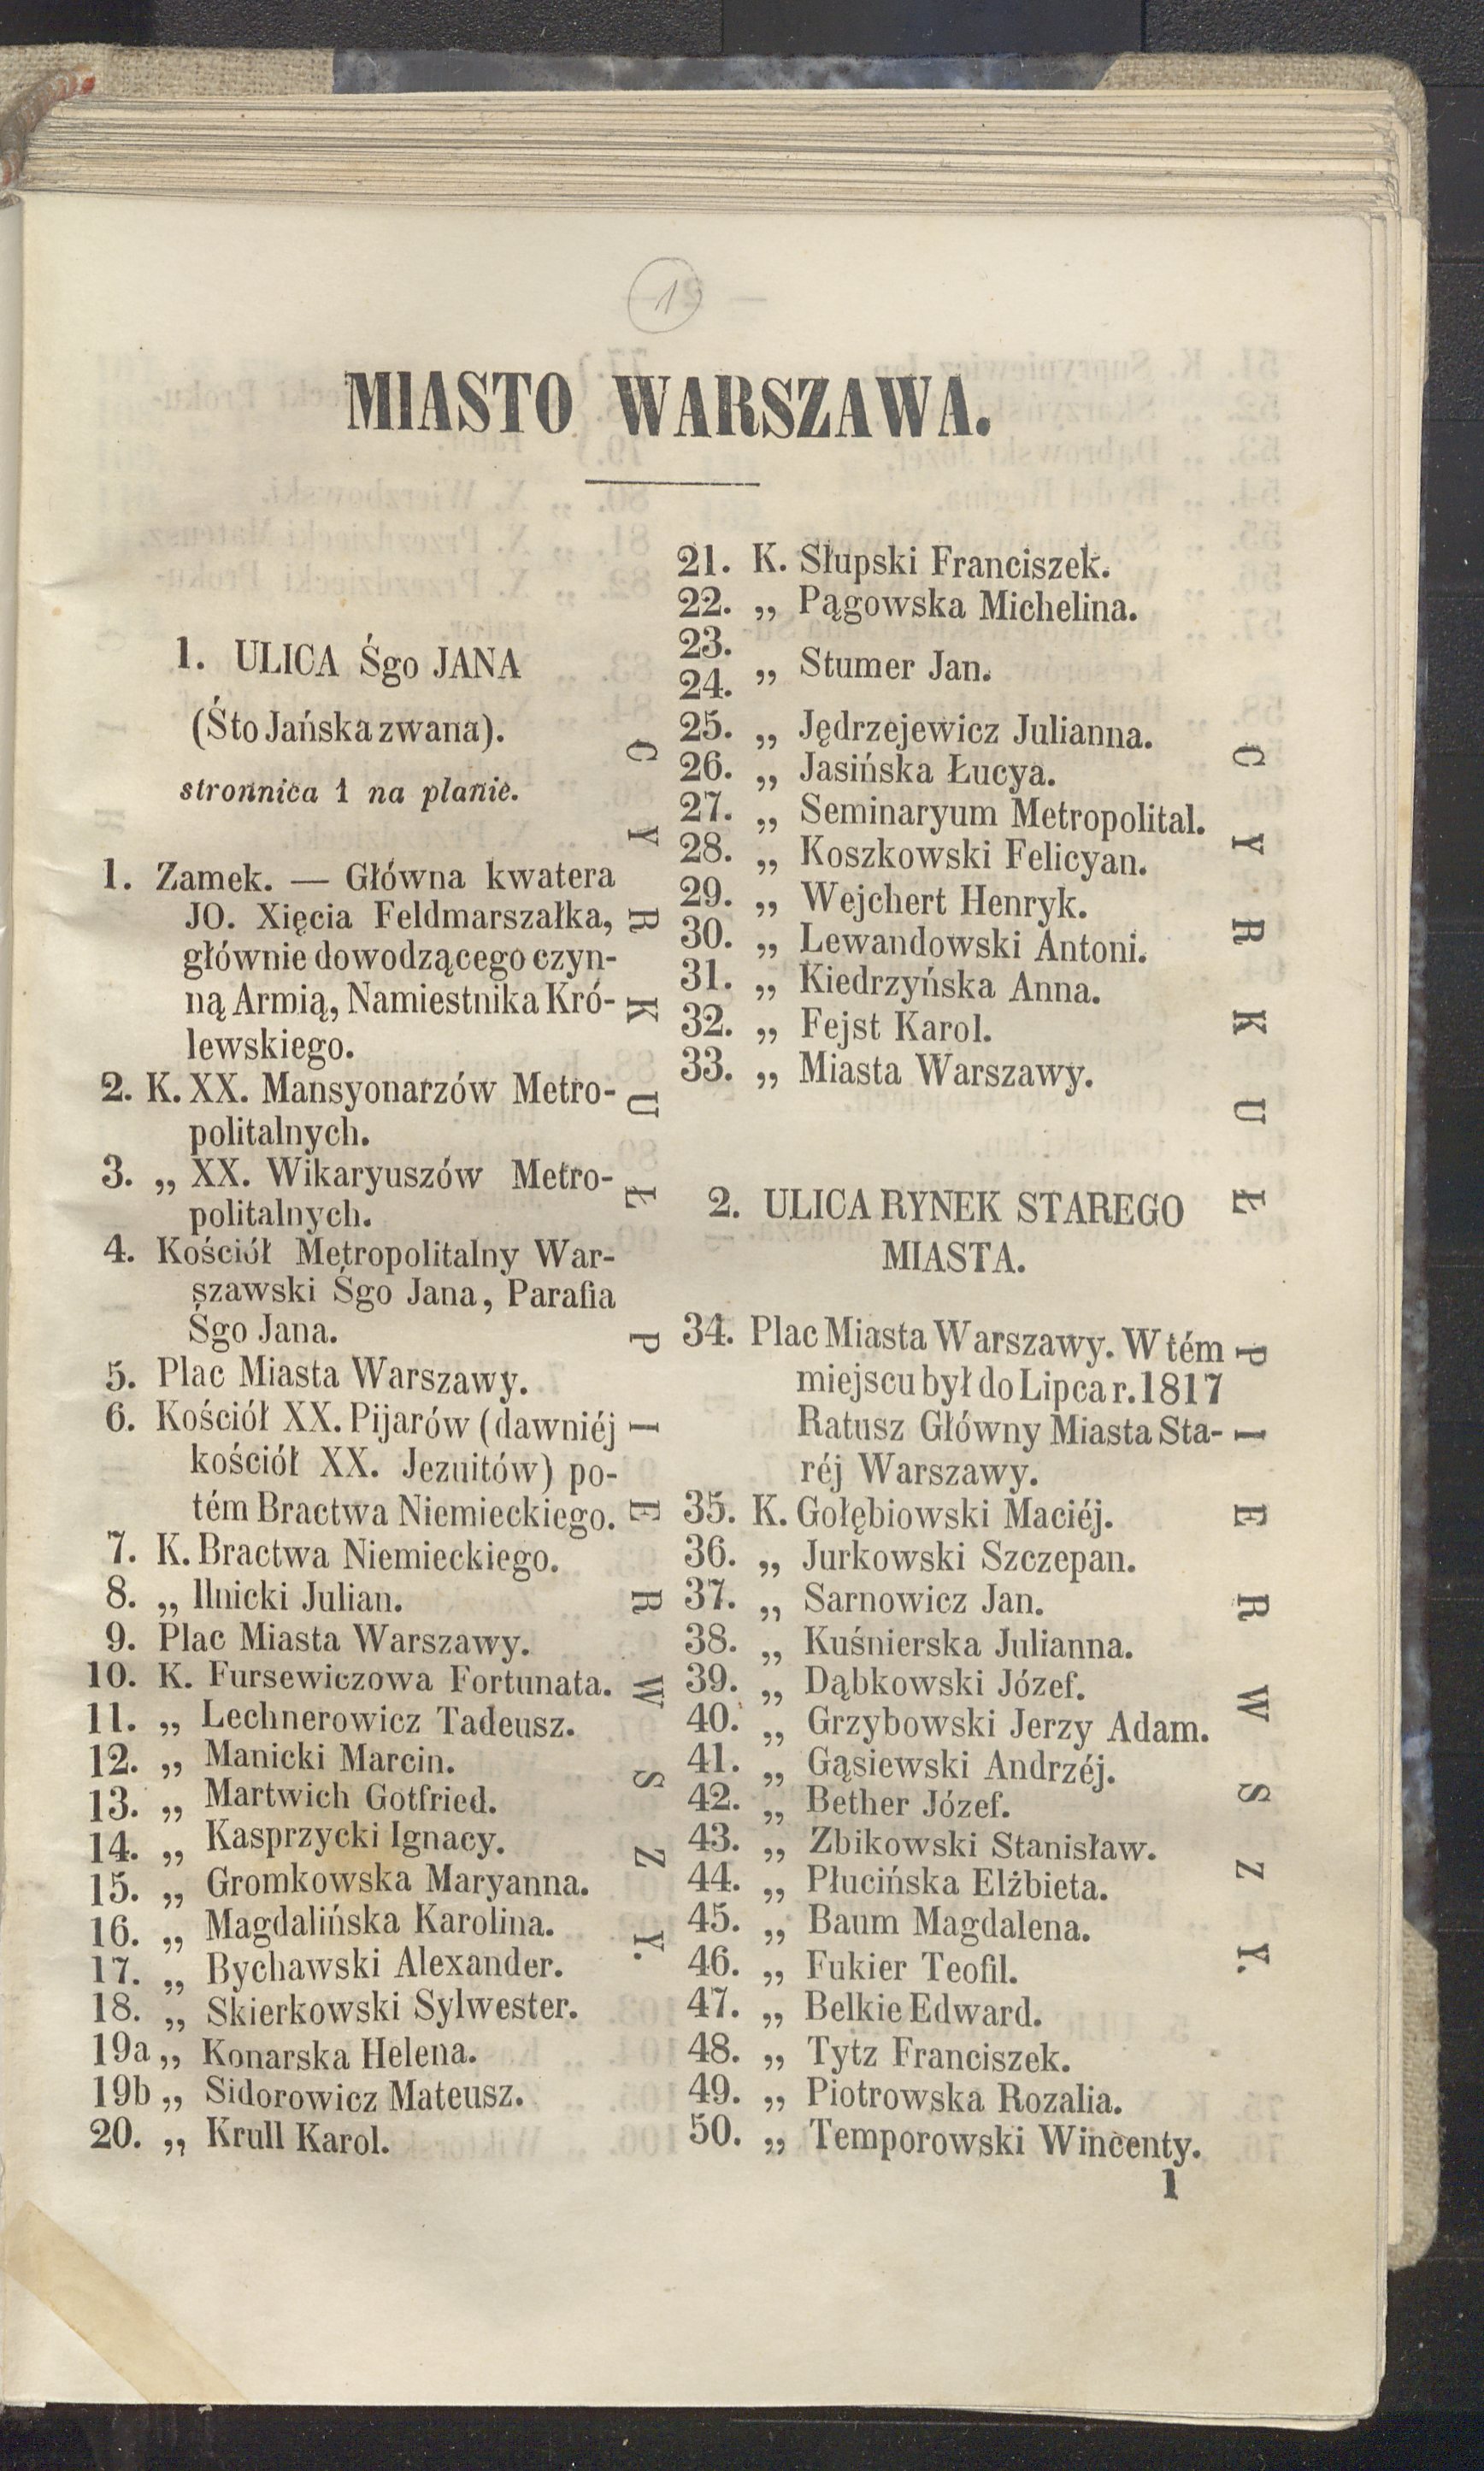 1
MIASTO WARSZAWA.
1. ULICA Śgo JANA
(Śto Jańska zwana).
stronnica 1 na planie.
1. Zamek. — Główna kwatera
JO. Xięcia Feldmarszałka,
głównie dowodzącego czyn-
ną Armią, Namiestnika Kró-
lewskiego.
2. K. XX. Mansyonarzów Metro-
politalnych.
3. „ XX. Wikaryuszów Metro-
politalnych.
4. Kościół Metropolitalny War-
szawski Śgo Jana, Parafia
Śgo Jana.
5. Plac Miasta Warszawy.
6. Kościół XX. Pijarów (dawniéj
kościół XX. Jezuitów) po-
tém Bractwa Niemieckiego.
7. K. Bractwa Niemieckiego.
8. „ Ilnicki Julian.
9. Plac Miasta Warszawy.
10. K. Fursewiczowa Fortunata.
11. „ Lechnerowicz Tadeusz.
12. „ Manicki Marcin.
13. „ Martwich Gotfried.
14. „ Kasprzycki Ignacy.
15. „ Gromkowska Maryanna.
16. „ Magdalińska Karolina.
17. „ Bychawski Alexander.
18. „ Skierkowski Sylwester.
19a „ Konarska Helena.
19b „ Sidorowicz Mateusz.
20. „ Krull Karol.
CYRKUŁ PIERWSZY.
21. K. Słupski Franciszek.
22. „ Pągowska Michelina.
23.
24. „ Stumer Jan.
25. „ Jędrzejewicz Julianna.
26. „ Jasińska Łucya.
27. „ Seminaryum Metropolital.
28. „ Koszkowski Felicyan.
29. „ Wejchert Henryk.
30. „ Lewandowski Antoni.
31. „ Kiedrzyńska Anna.
32. „ Fejst Karol.
33. „ Miasta Warszawy.
2. ULICA RYNEK STAREGO
MIASTA.
34. Plac Miasta Warszawy. W tém
miejscu był do Lipca r. 1817
Ratusz Główny Miasta Sta-
réj Warszawy.
35. K. Gołębiowski Maciéj.
36. „ Jurkowski Szczepan.
37. „ Sarnowicz Jan.
38. „ Kuśnierska Julianna.
39. „ Dąbkowski Józef.
40. „ Grzybowski Jerzy Adam.
41. „ Gąsiewski Andrzéj.
42. „ Bether Józef.
43. „ Zbikowski Stanisław.
44. „ Płucińska Elżbieta.
45. „ Baum Magdalena.
46. „ Fukier Teofil.
47. „ Belkie Edward.
48. „ Tytz Franciszek.
49. „ Piotrowska Rozalia.
50. „ Temporowski Wincenty.
CYRKUŁ PIERWSZY.
1